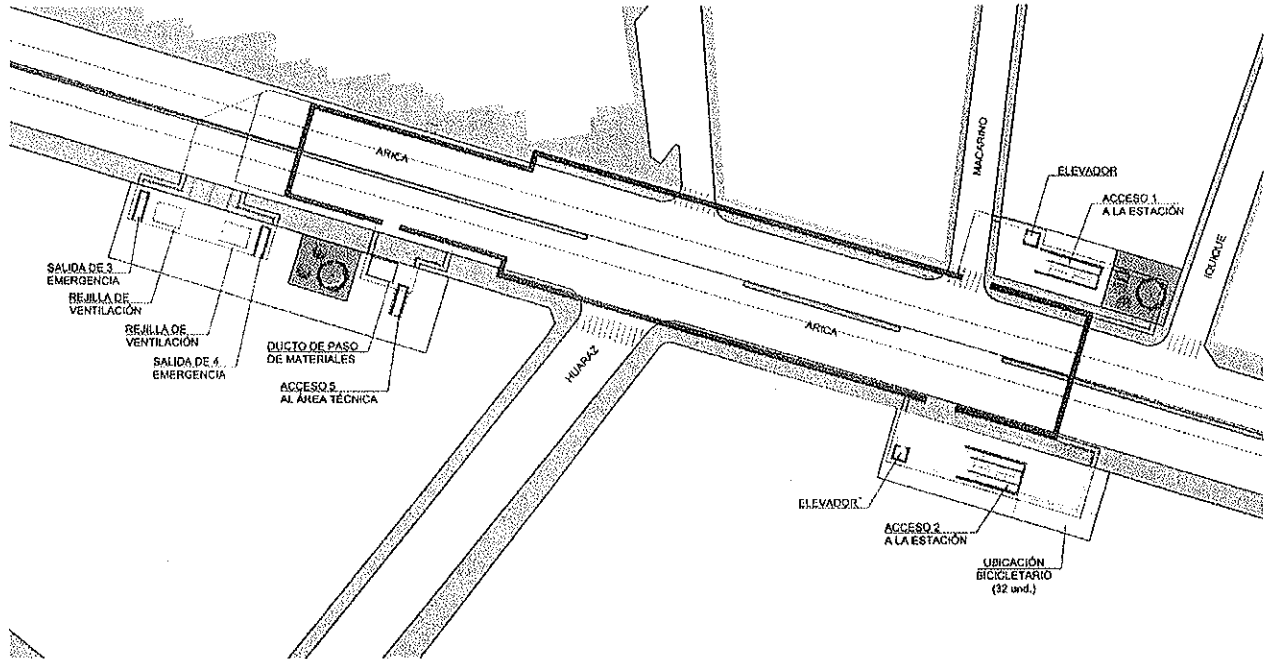 ARICA
MACARINO
ELEVADOR
ACCESO 1
A LA ESTACIÓN
IQUIQUE
SALIDA DE 3
EMERGENCIA
REJILLA DE
VENTILACIÓN
REJILLA DE
VENTILACIÓN
SALIDA DE 4
EMERGENCIA
DUCTO DE PASO
DE MATERIALES
ACCESO 5
AL ÁREA TÉCNICA
HUARAZ
ARICA
ELEVADOR
ACCESO 2
A LA ESTACIÓN
UBICACIÓN
BICICLETARIO
(32 und.)